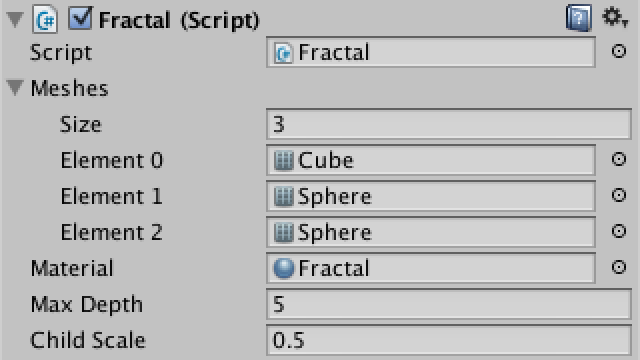 Fractal (Script)
Script Fractal
Meshes
Size 3
Element 0 Cube
Element 1 Sphere
Element 2 Sphere
Material Fractal
Max Depth 5
Child Scale 0.5